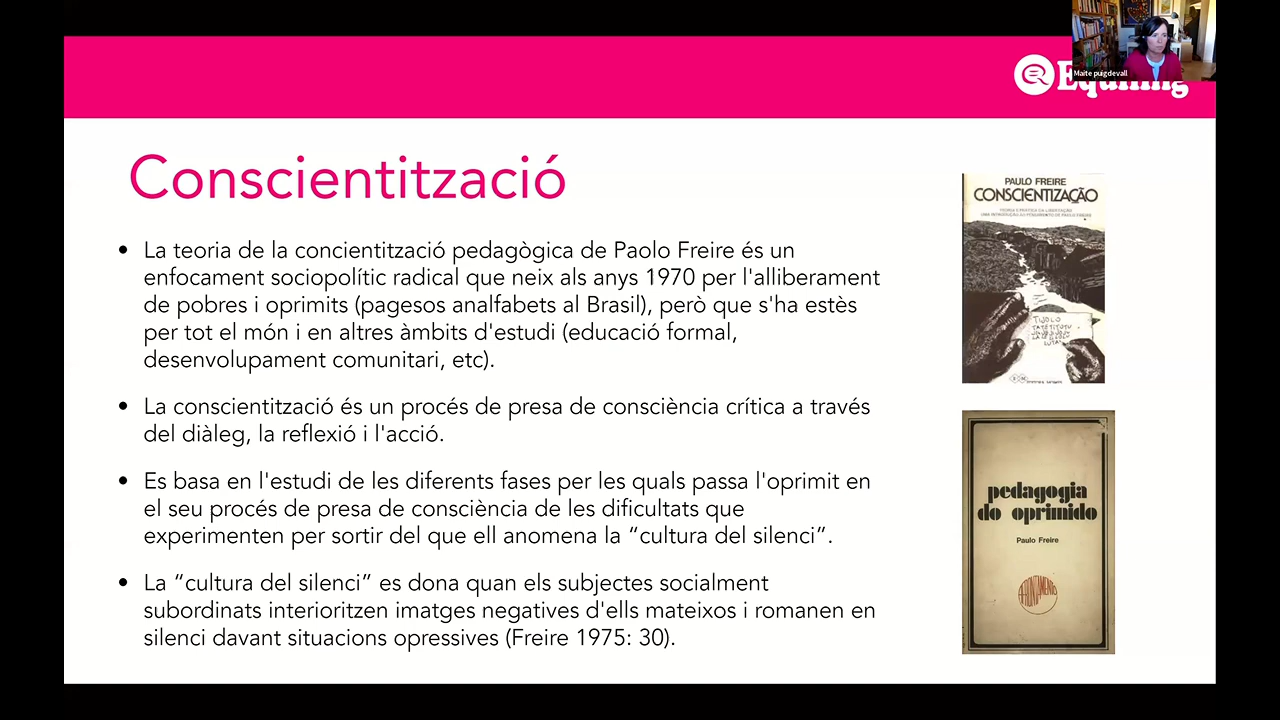 Maite puigdevall
Conscientització
• La teoria de la concientització pedagògica de Paolo Freire és un
enfocament sociopolític radical que neix als anys 1970 per l'alliberament
de pobres i oprimits (pagesos analfabets al Brasil), però que s'ha estès
per tot el món i en altres àmbits d'estudi (educació formal,
desenvolupament comunitari, etc).
• La conscientització és un procés de presa de consciència crítica a través
del diàleg, la reflexió i l'acció.
• Es basa en l'estudi de les diferents fases per les quals passa l'oprimit en
el seu procés de presa de consciència de les dificultats que
experimenten per sortir del que ell anomena la “cultura del silenci”.
• La “cultura del silenci” es dona quan els subjectes socialment
subordinats interioritzen imatges negatives d'ells mateixos i romanen en
silenci davant situacions opressives (Freire 1975: 30).
PAULO FREIRE
CONSCIENTIZAÇÃO
TIJOLO
pedagogia
do oprimido
Paulo Freire